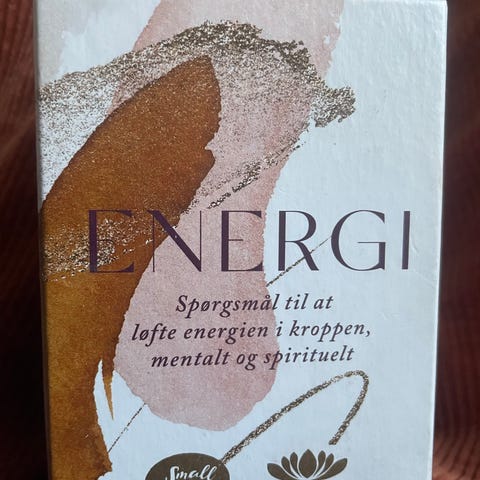 ENERGI
Spørgsmål til at
løfte energien i kroppen,
mentalt og spirituelt
Small